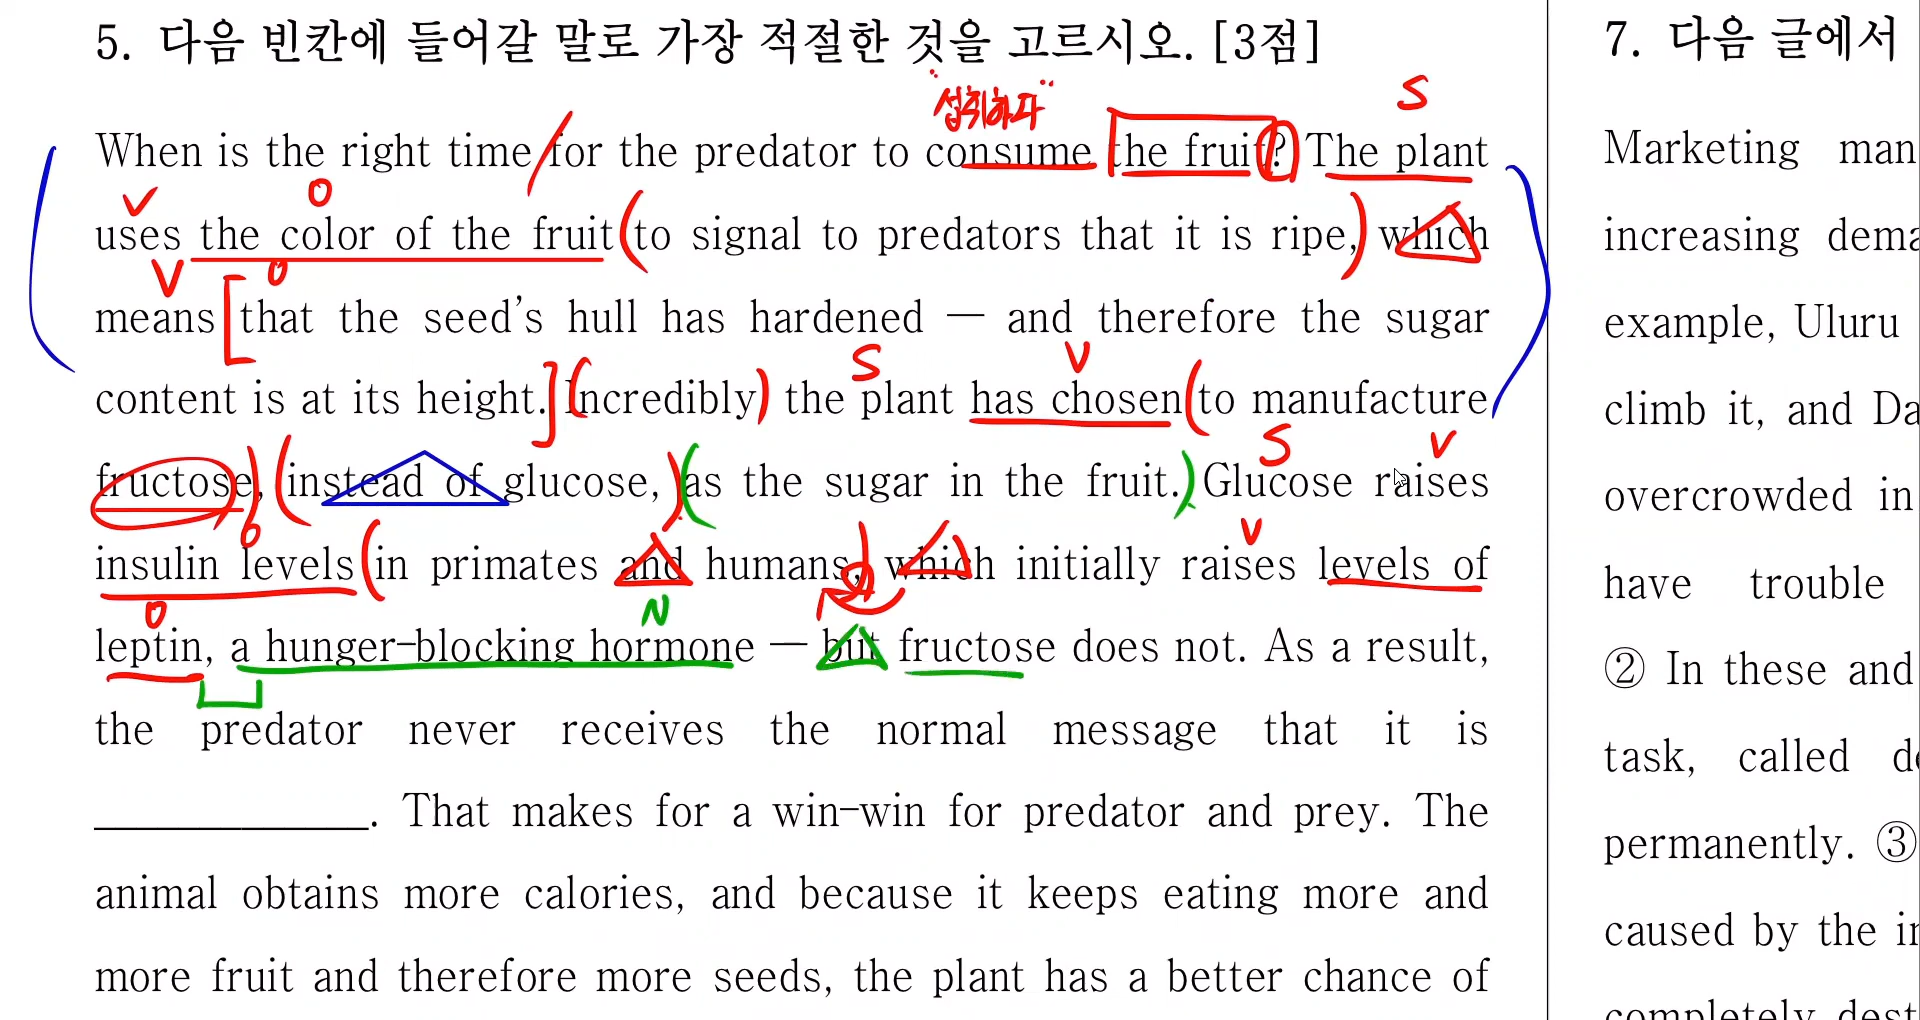 5. 다음 빈칸에 들어갈 말로 가장 적절한 것을 고르시오. [3점]
"섭취하다"
S
When is the right time / for the predator to consume the fruit? The plant
V O
uses the color of the fruit (to signal to predators that it is ripe,) which
V O
means [that the seed's hull has hardened — and therefore the sugar
S V
content is at its height.] (Incredibly) the plant has chosen (to manufacture
S V
fructose), (instead of glucose,) (as the sugar in the fruit.) Glucose raises
O V
insulin levels (in primates and humans,) which initially raises levels of
O N
leptin, a hunger-blocking hormone — but fructose does not. As a result,
the predator never receives the normal message that it is
____________. That makes for a win-win for predator and prey. The
animal obtains more calories, and because it keeps eating more and
more fruit and therefore more seeds, the plant has a better chance of
7. 다음 글에서
Marketing man
increasing dema
example, Uluru
climb it, and Da
overcrowded in
have trouble
② In these and
task, called de
permanently. ③
caused by the in
completely dest